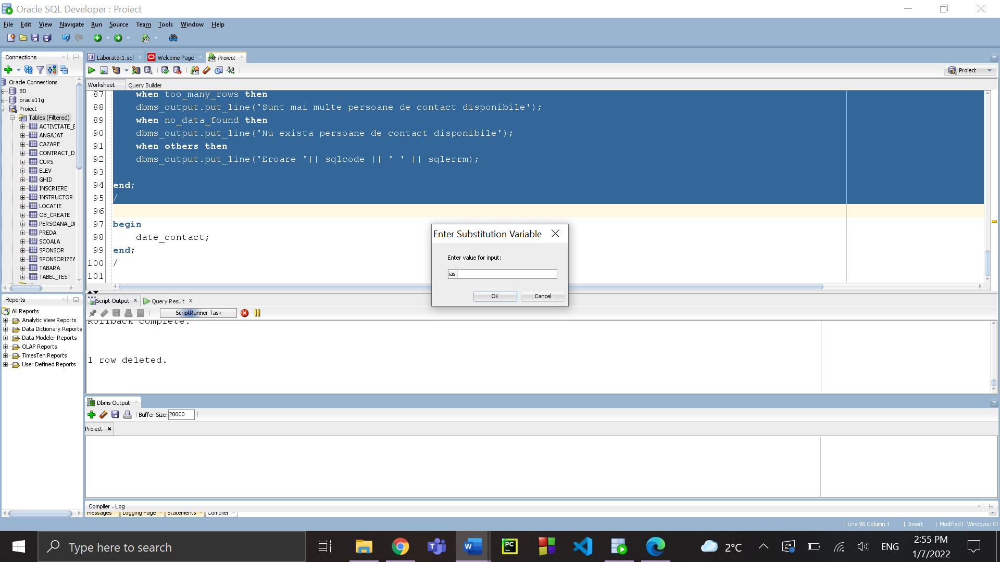 Oracle SQL Developer : Proiect
File Edit View Navigate Run Source Team Tools Window Help
Connections
Laborator1.sql
Welcome Page
Proiect
Proiect
Worksheet
Query Builder
Oracle Connections
BD
oracle11g
Proiect
Tables (Filtered)
ACTIVITATE_E
ANGAJAT
CAZARE
CONTRACT_D
CURS
ELEV
GHID
INSCRIERE
INSTRUCTOR
LOCATIE
OB_CREATE
PERSOANA_DI
PREDA
SCOALA
SPONSOR
SPONSORIZEA
TABARA
TABEL_TEST
87 when too_many_rows then
88 dbms_output.put_line('Sunt mai multe persoane de contact disponibile');
89 when no_data_found then
90 dbms_output.put_line('Nu exista persoane de contact disponibile');
91 when others then
92 dbms_output.put_line('Eroare '|| sqlcode || ' ' || sqlerrm);
93
94 end;
95 /
96
97 begin
98 date_contact;
99 end;
100 /
101
Enter Substitution Variable
Enter value for input:
iasi
OK
Cancel
Reports
All Reports
Analytic View Reports
Data Dictionary Reports
Data Modeler Reports
OLAP Reports
TimesTen Reports
User Defined Reports
Script Output
Query Result
ScriptRunner Task
Rollback complete.
1 row deleted.
Dbms Output
Buffer Size: 20000
Proiect
Compiler - Log
Messages
Logging Page
Statements
Compiler
Line 96 Column 1 | Insert | Modified | Windows: Cl
Type here to search
2°C
ENG
2:55 PM
1/7/2022